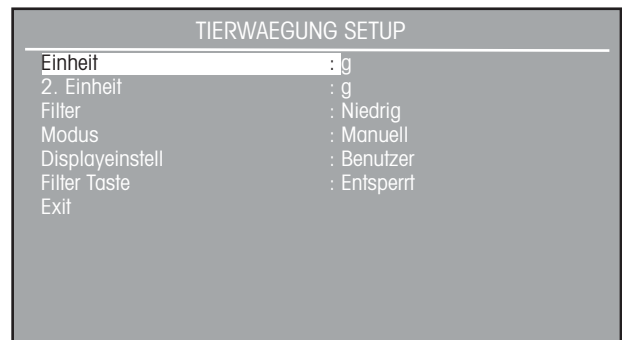 TIERWAEGUNG SETUP
Einheit : g
2. Einheit : g
Filter : Niedrig
Modus : Manuell
Displayeinstell : Benutzer
Filter Taste : Entsperrt
Exit